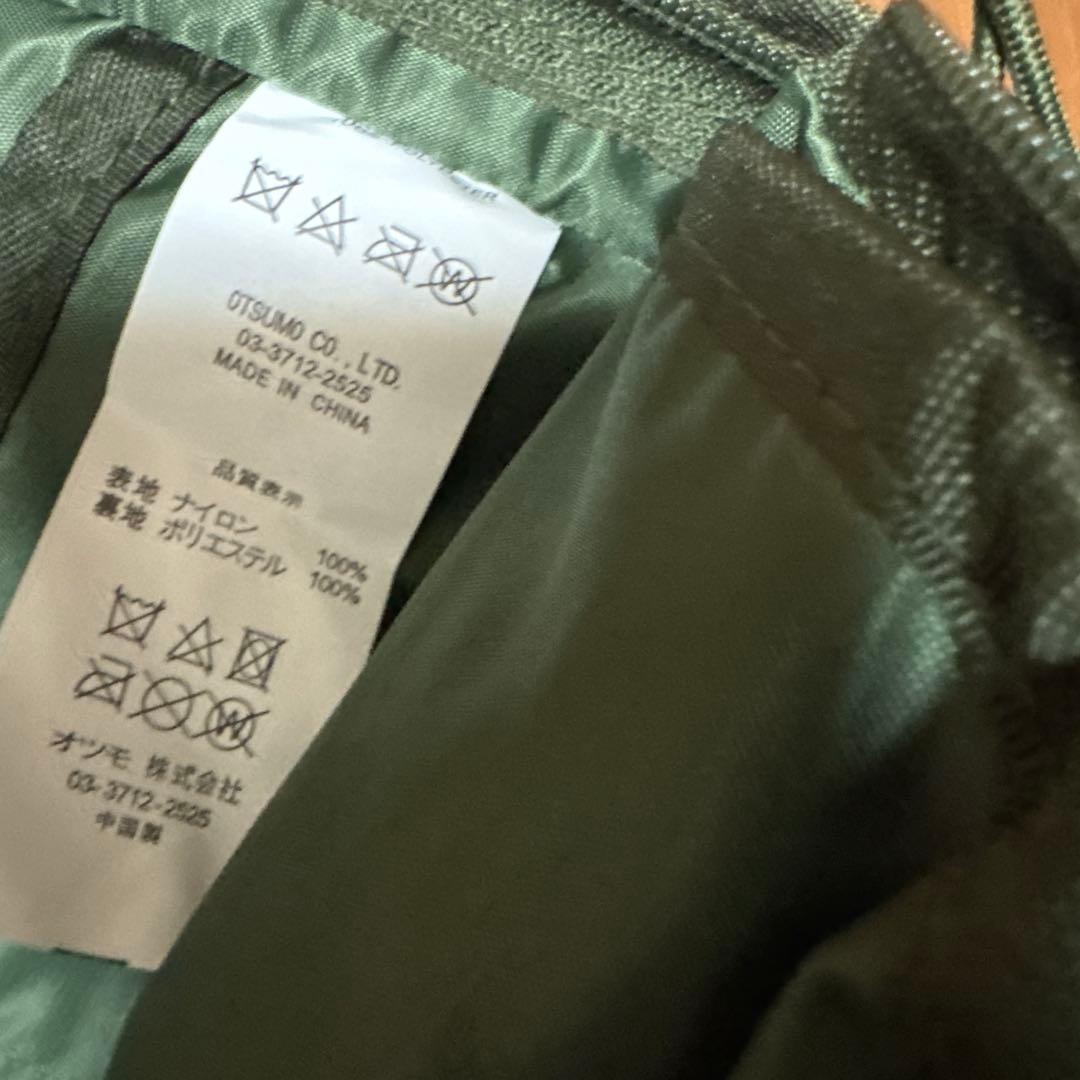 OTSUMO CO.,LTD.
03-3712-2525
MADE IN CHINA
品質表示
表地 ナイロン 100%
裏地 ポリエステル 100%
オツモ 株式会社
03-3712-2525
中国製